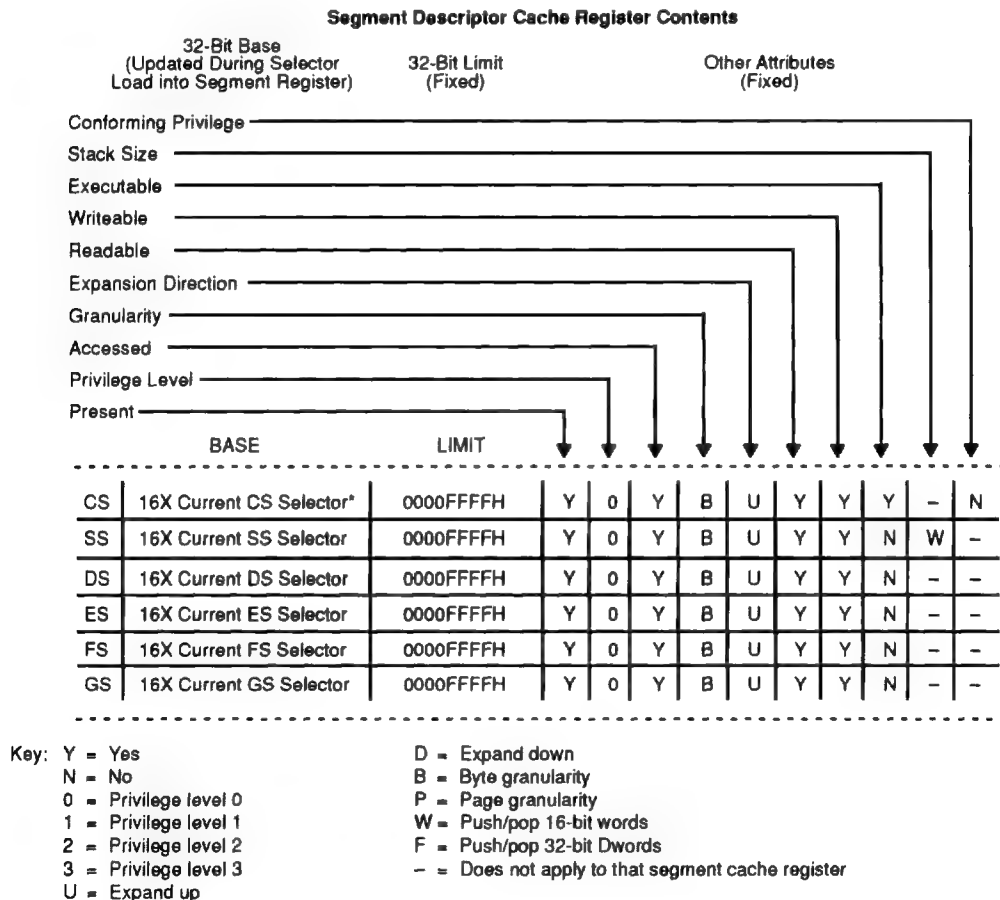 Segment Descriptor Cache Register Contents
32-Bit Base
(Updated During Selector
Load into Segment Register)
32-Bit Limit
(Fixed)
Other Attributes
(Fixed)
Conforming Privilege
Stack Size
Executable
Writeable
Readable
Expansion Direction
Granularity
Accessed
Privilege Level
Present
BASE LIMIT
CS 16X Current CS Selector* 0000FFFFH Y 0 Y B U Y Y Y – N
SS 16X Current SS Selector 0000FFFFH Y 0 Y B U Y Y N W –
DS 16X Current DS Selector 0000FFFFH Y 0 Y B U Y Y N – –
ES 16X Current ES Selector 0000FFFFH Y 0 Y B U Y Y N – –
FS 16X Current FS Selector 0000FFFFH Y 0 Y B U Y Y N – –
GS 16X Current GS Selector 0000FFFFH Y 0 Y B U Y Y N – –
Key: Y = Yes
N = No
0 = Privilege level 0
1 = Privilege level 1
2 = Privilege level 2
3 = Privilege level 3
U = Expand up
D = Expand down
B = Byte granularity
P = Page granularity
W = Push/pop 16-bit words
F = Push/pop 32-bit Dwords
– = Does not apply to that segment cache register